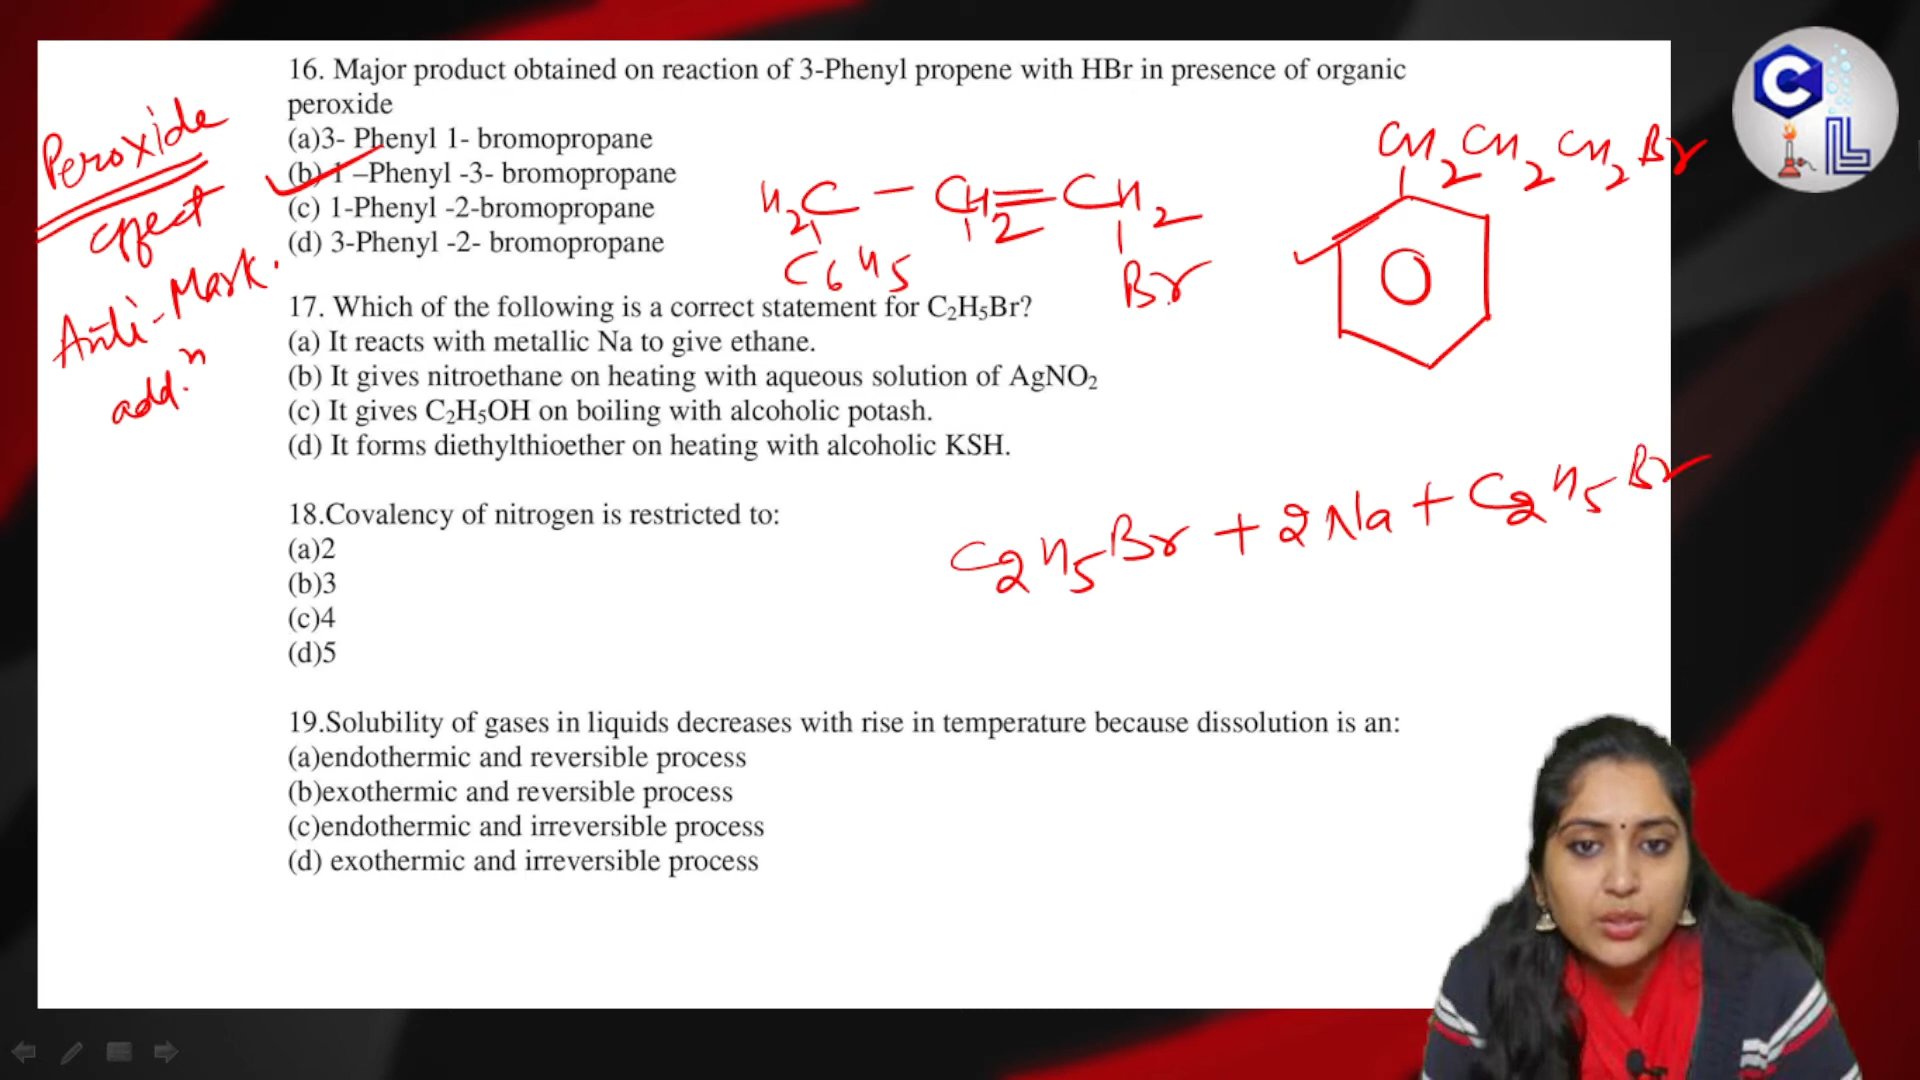 16. Major product obtained on reaction of 3-Phenyl propene with HBr in presence of organic
peroxide
(a)3- Phenyl 1- bromopropane
(b) 1 –Phenyl -3- bromopropane
(c) 1-Phenyl -2-bromopropane
(d) 3-Phenyl -2- bromopropane
Peroxide
effect
Anti-Mark.
add.n
H2C - CH2 = CH2
C6H5
Br
CH2CH2CH2Br
17. Which of the following is a correct statement for C2H5Br?
(a) It reacts with metallic Na to give ethane.
(b) It gives nitroethane on heating with aqueous solution of AgNO2
(c) It gives C2H5OH on boiling with alcoholic potash.
(d) It forms diethylthioether on heating with alcoholic KSH.
C2H5Br + 2Na + C2H5Br
18.Covalency of nitrogen is restricted to:
(a)2
(b)3
(c)4
(d)5
19.Solubility of gases in liquids decreases with rise in temperature because dissolution is an:
(a)endothermic and reversible process
(b)exothermic and reversible process
(c)endothermic and irreversible process
(d) exothermic and irreversible process
C
L